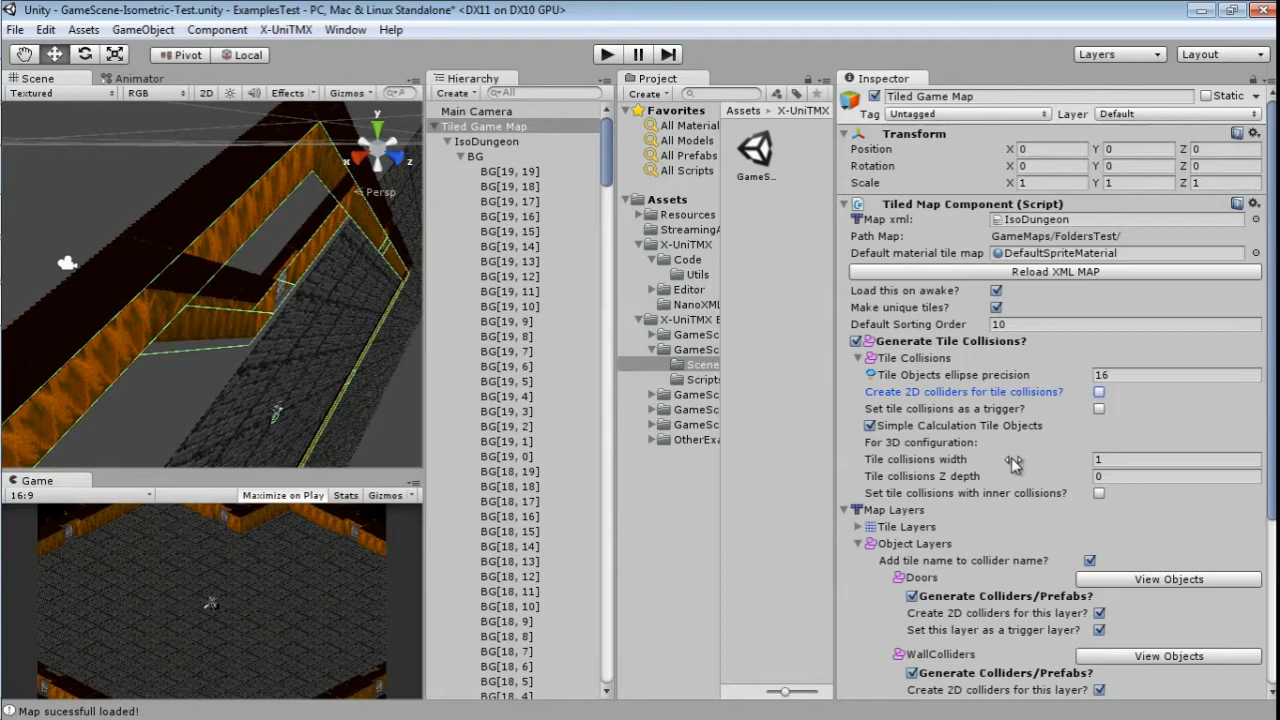 Unity - GameScene-Isometric-Test.unity - ExamplesTest - PC, Mac & Linux Standalone* <DX11 on DX10 GPU>
File Edit Assets GameObject Component X-UniTMX Window Help
Pivot Local Layers Layout
Scene Animator
Textured RGB 2D Effects Gizmos All
y
x
z
Persp
Game
16:9 Maximize on Play Stats Gizmos
Hierarchy
Create All
Main Camera
Tiled Game Map
IsoDungeon
BG
BG[19, 19]
BG[19, 18]
BG[19, 17]
BG[19, 16]
BG[19, 15]
BG[19, 14]
BG[19, 13]
BG[19, 12]
BG[19, 11]
BG[19, 10]
BG[19, 9]
BG[19, 8]
BG[19, 7]
BG[19, 6]
BG[19, 5]
BG[19, 4]
BG[19, 3]
BG[19, 2]
BG[19, 1]
BG[19, 0]
BG[18, 19]
BG[18, 18]
BG[18, 17]
BG[18, 16]
BG[18, 15]
BG[18, 14]
BG[18, 13]
BG[18, 12]
BG[18, 11]
BG[18, 10]
BG[18, 9]
BG[18, 8]
BG[18, 7]
BG[18, 6]
BG[18, 5]
BG[18, 4]
Project
Create
Favorites
All Material
All Models
All Prefabs
All Scripts
Assets
Resources
StreamingA
X-UniTMX
Code
Utils
Editor
NanoXML
X-UniTMX E
GameSc
GameSc
Scene
Scripts
GameSc
GameSc
GameSc
OtherExa
Assets X-UniTMX
GameS...
Inspector
Tiled Game Map Static
Tag Untagged Layer Default
Transform
Position X 0 Y 0 Z 0
Rotation X 0 Y 0 Z 0
Scale X 1 Y 1 Z 1
Tiled Map Component (Script)
Map xml: IsoDungeon
Path Map: GameMaps/FoldersTest/
Default material tile map DefaultSpriteMaterial
Reload XML MAP
Load this on awake?
Make unique tiles?
Default Sorting Order 10
Generate Tile Collisions?
Tile Collisions
Tile Objects ellipse precision 16
Create 2D colliders for tile collisions?
Set tile collisions as a trigger?
Simple Calculation Tile Objects
For 3D configuration:
Tile collisions width 1
Tile collisions Z depth 0
Set tile collisions with inner collisions?
Map Layers
Tile Layers
Object Layers
Add tile name to collider name?
Doors View Objects
Generate Colliders/Prefabs?
Create 2D colliders for this layer?
Set this layer as a trigger layer?
WallColliders View Objects
Generate Colliders/Prefabs?
Create 2D colliders for this layer?
Map sucessfull loaded!